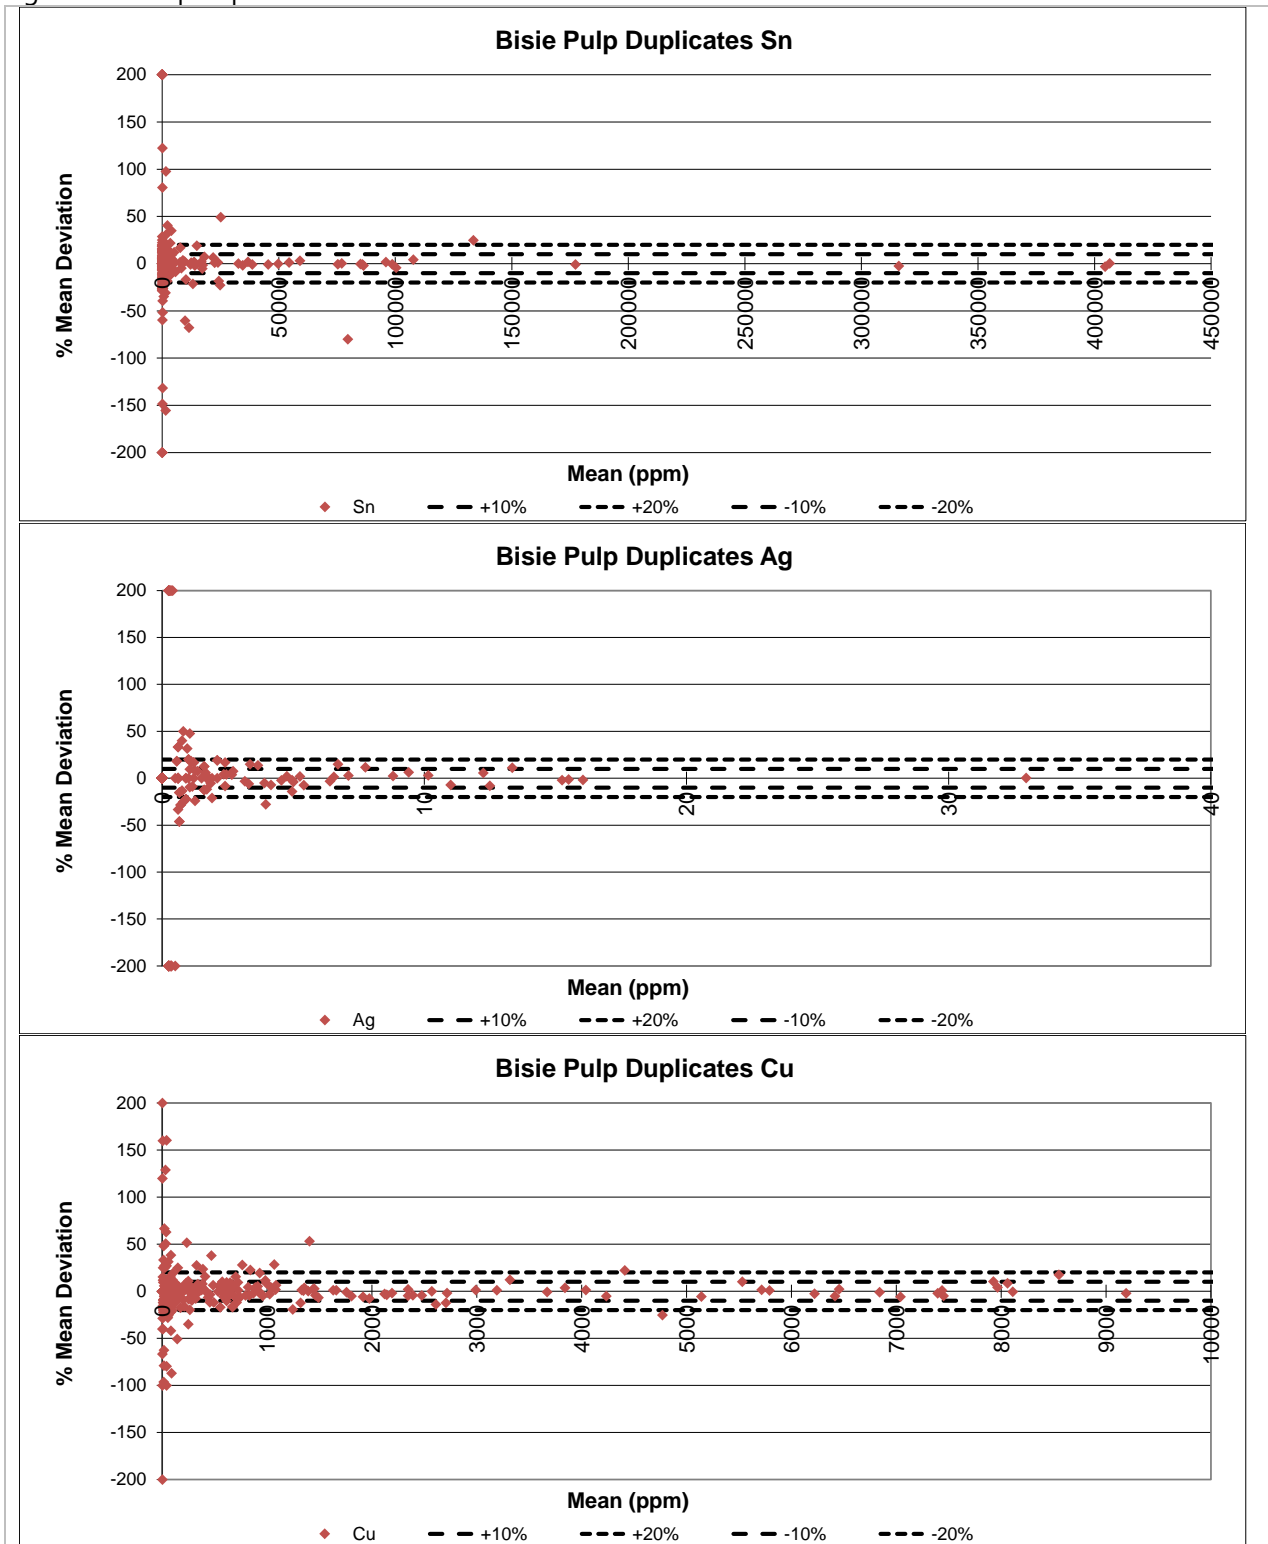 Bisie Pulp Duplicates Sn
200
150
100
50
0
-50
-100
-150
-200
% Mean Deviation
0 50000 100000 150000 200000 250000 300000 350000 400000 450000
Mean (ppm)
Sn +10% +20% -10% -20%
Bisie Pulp Duplicates Ag
200
150
100
50
0
-50
-100
-150
-200
% Mean Deviation
0 10 20 30 40
Mean (ppm)
Ag +10% +20% -10% -20%
Bisie Pulp Duplicates Cu
200
150
100
50
0
-50
-100
-150
-200
% Mean Deviation
0 1000 2000 3000 4000 5000 6000 7000 8000 9000 10000
Mean (ppm)
Cu +10% +20% -10% -20%